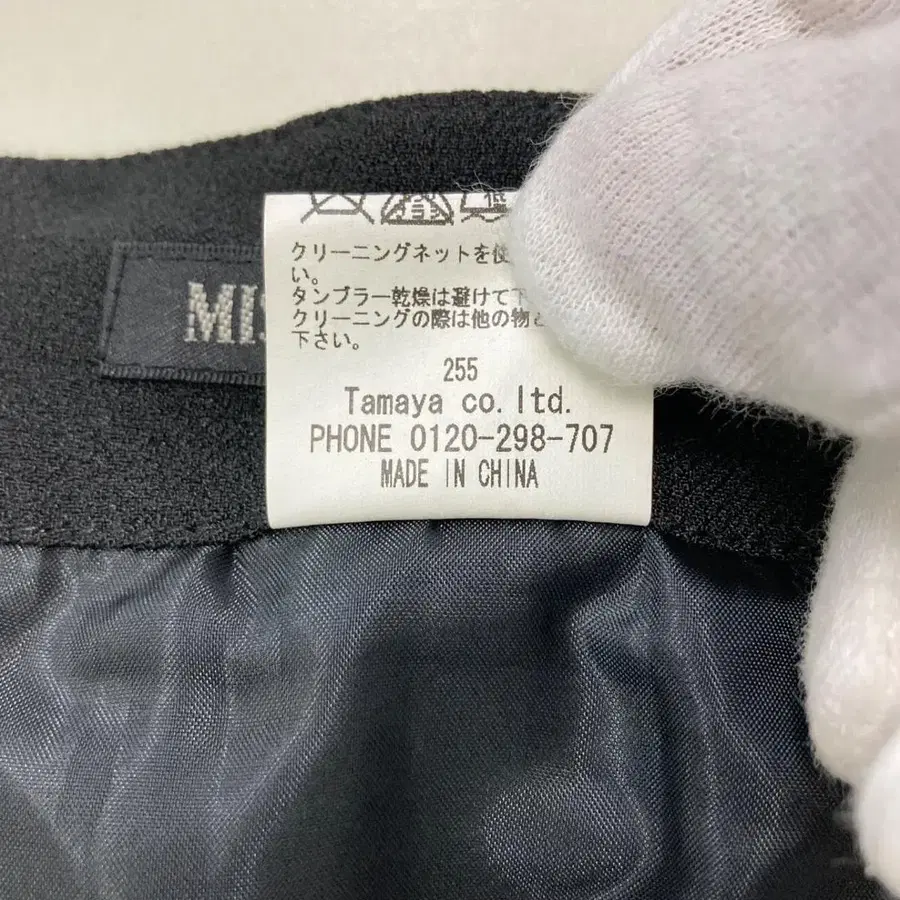 低
クリーニングネットを使
い。
タンブラー乾燥は避けて下
クリーニングの際は他の物と
下さい。
255
Tamaya co.ltd.
PHONE 0120-298-707
MADE IN CHINA
MIS